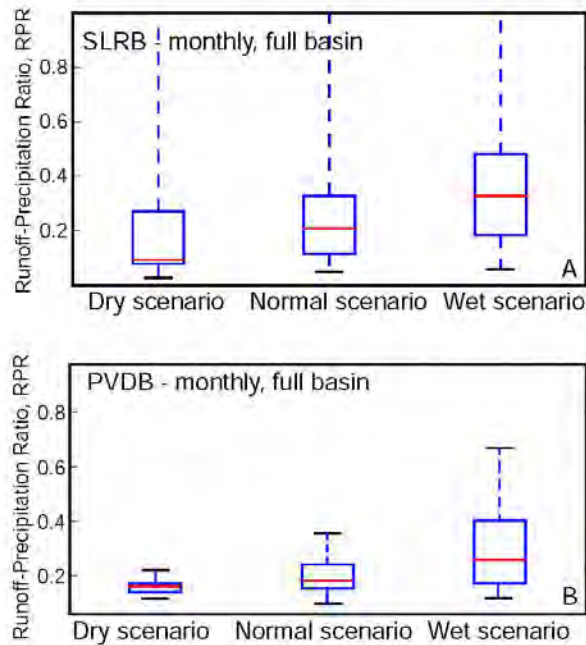 SLRB - monthly, full basin
Runoff-Precipitation Ratio, RPR
0.8
0.6
0.4
0.2
A
Dry scenario Normal scenario Wet scenario
PVDB - monthly, full basin
Runoff-Precipitation Ratio, RPR
0.8
0.6
0.4
0.2
B
Dry scenario Normal scenario Wet scenario